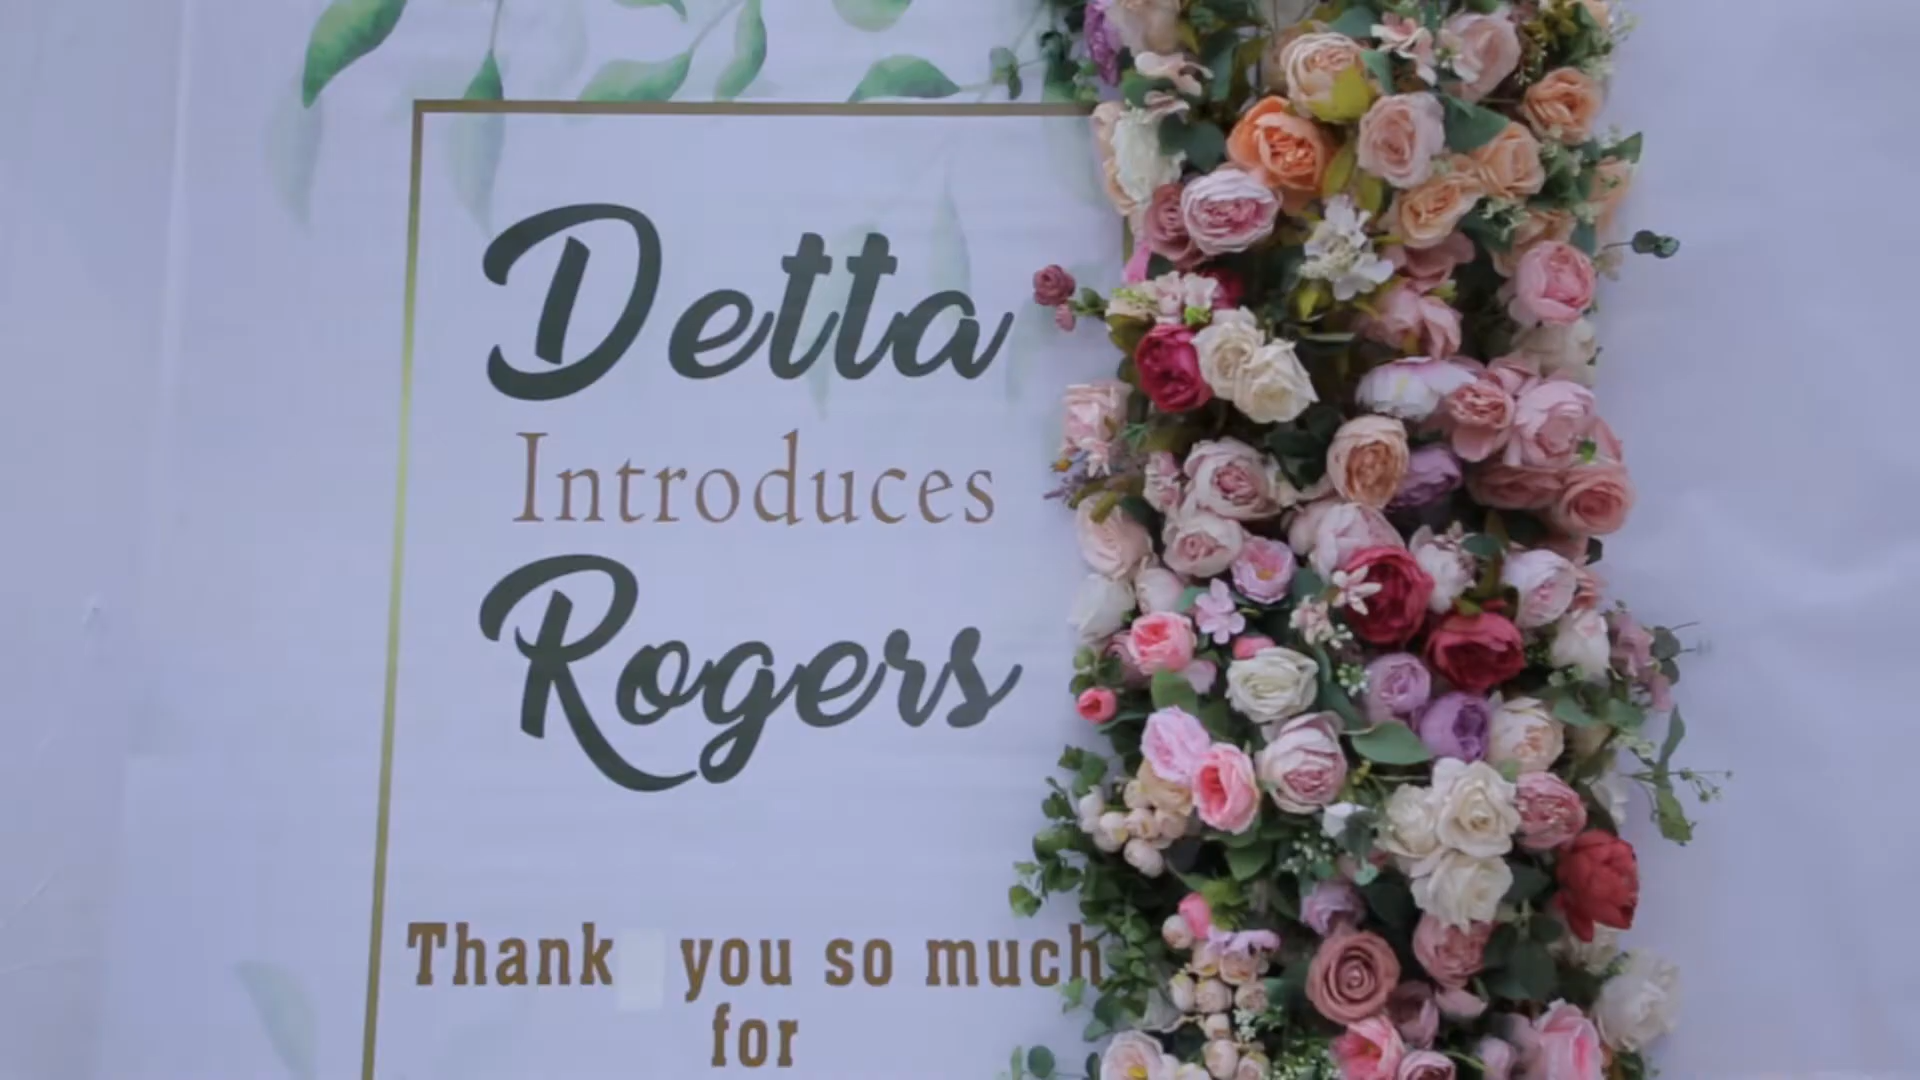 Detta
Introduces
Rogers
Thank you so much
for